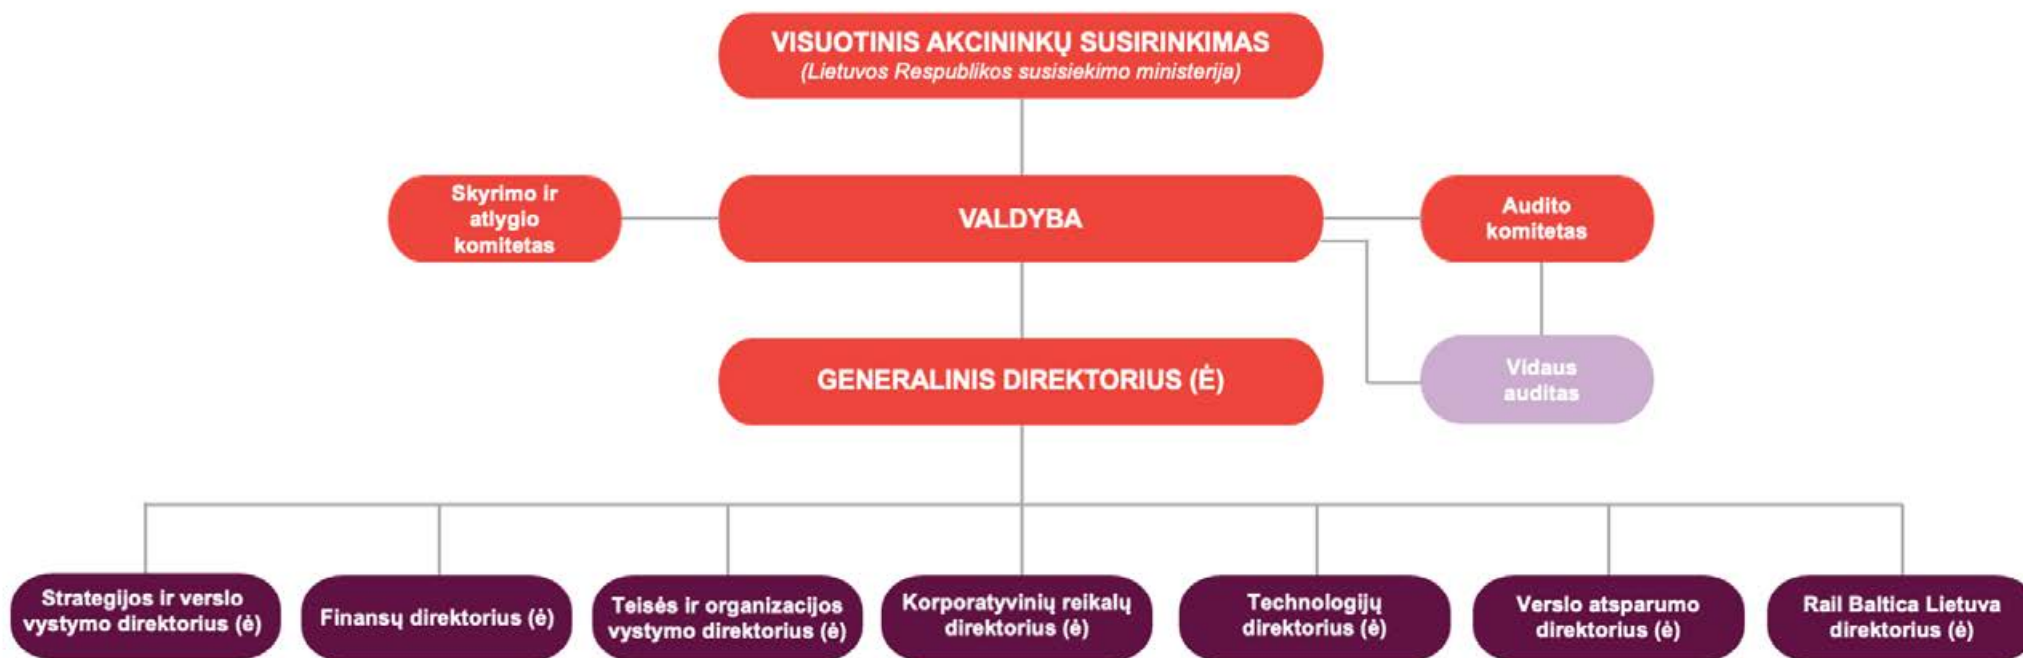 VISUOTINIS AKCININKŲ SUSIRINKIMAS
(Lietuvos Respublikos susisiekimo ministerija)
Skyrimo ir
atlygio
komitetas
VALDYBA
Audito
komitetas
GENERALINIS DIREKTORIUS (Ė)
Vidaus
auditas
Strategijos ir verslo
vystymo direktorius (ė)
Finansų direktorius (ė)
Teisės ir organizacijos
vystymo direktorius (ė)
Korporatyvinių reikalų
direktorius (ė)
Technologijų
direktorius (ė)
Verslo atsparumo
direktorius (ė)
Rail Baltica Lietuva
direktorius (ė)